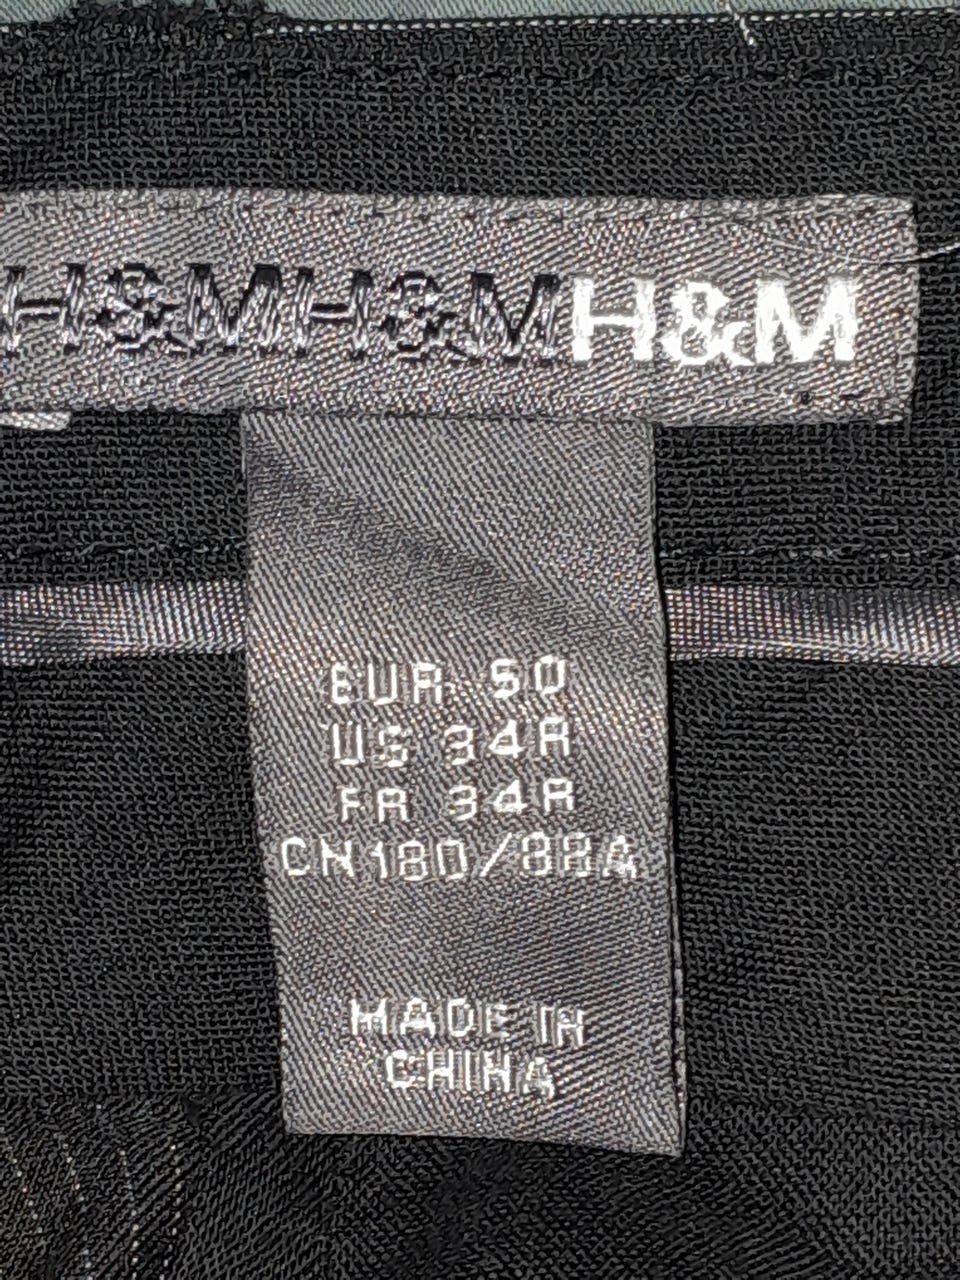 H&MH&MH&M
EUR 50
US 34R
FR 34R
CN180/88A
MADE IN
CHINA